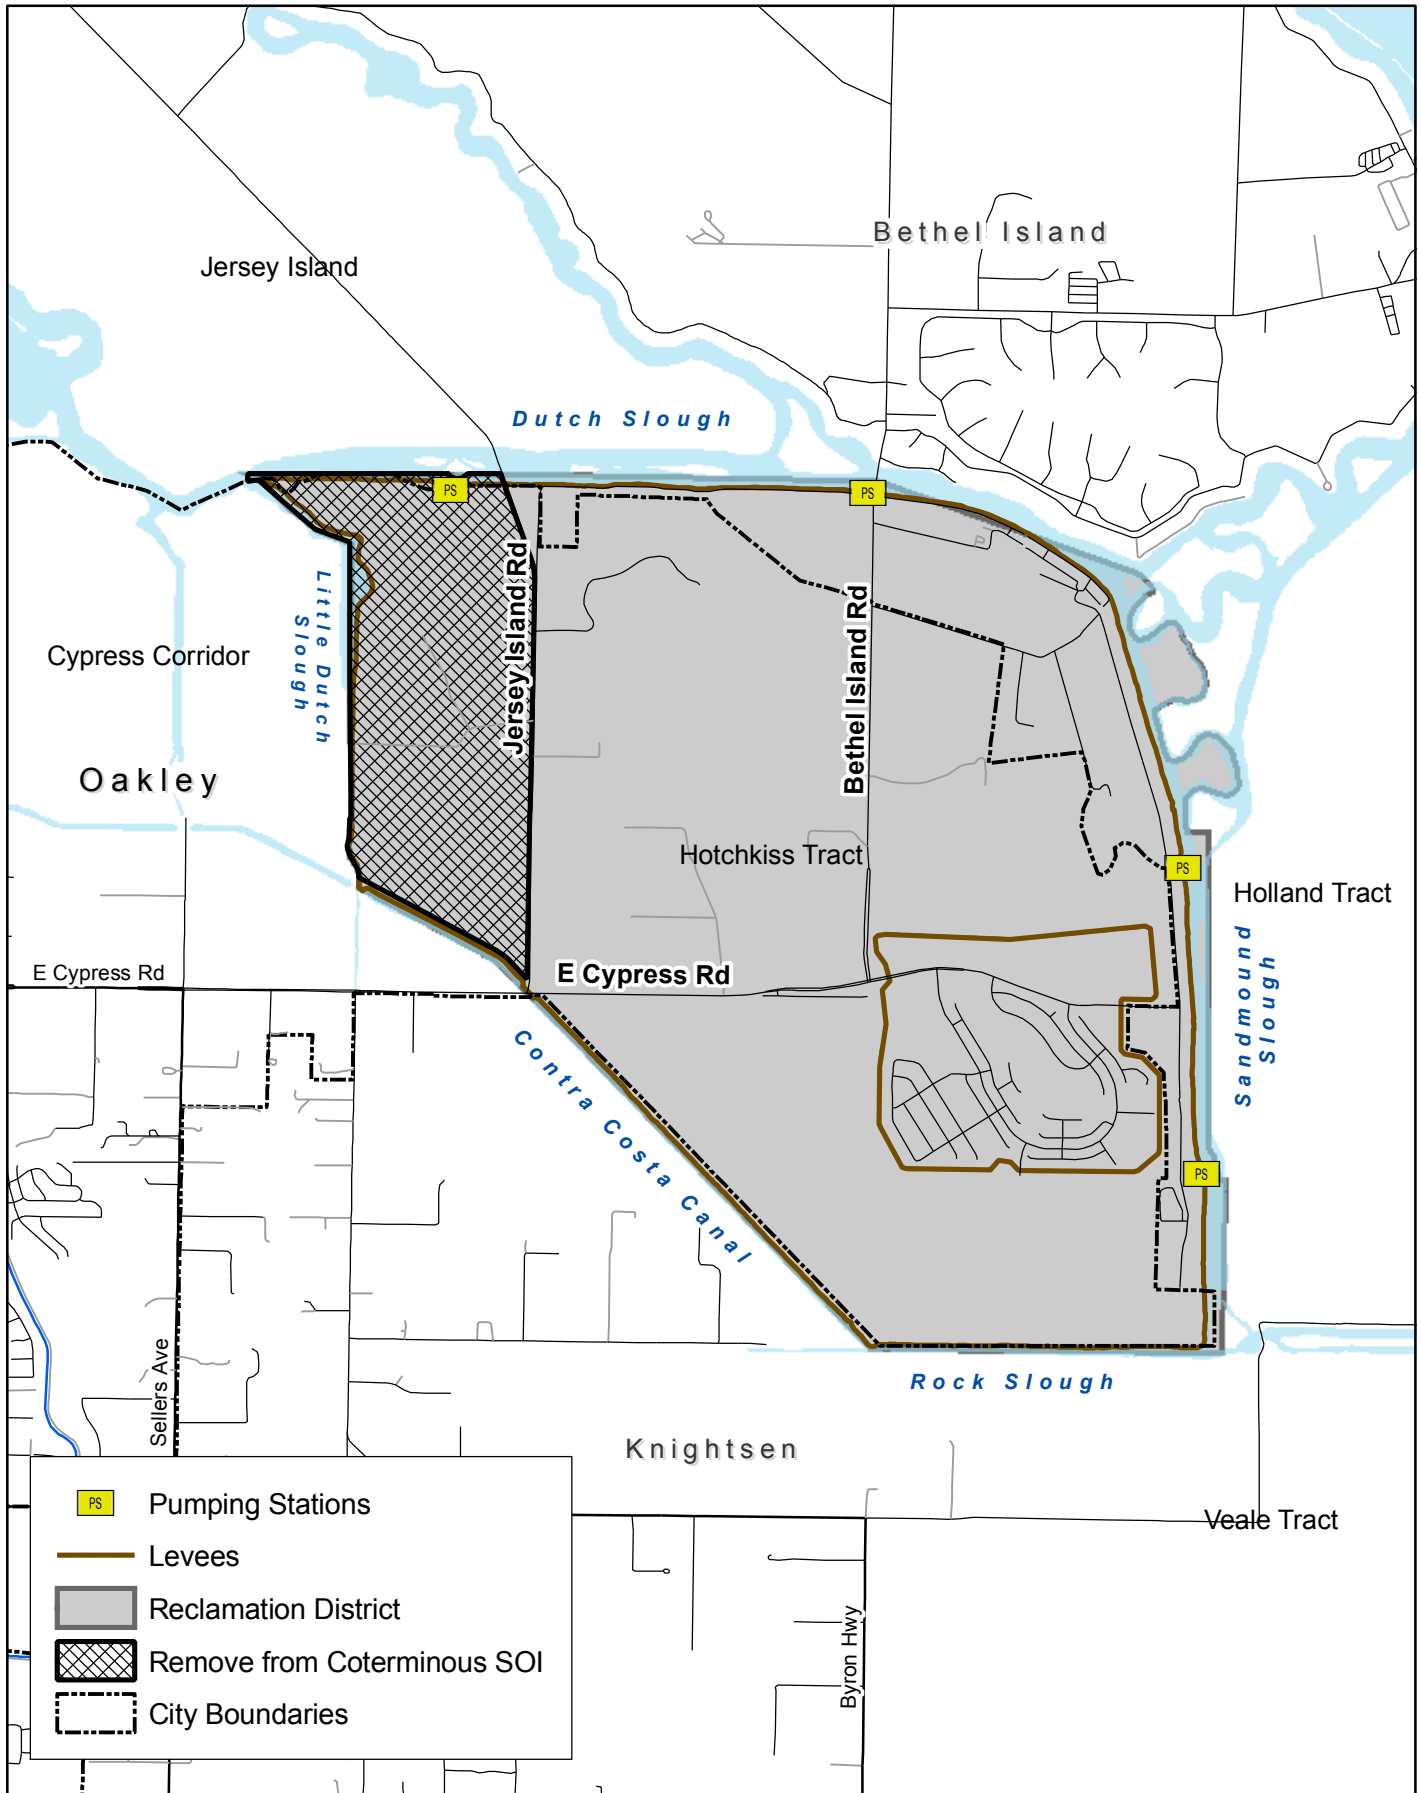 Bethel Island
Jersey Island
Dutch Slough
PS
PS
Little Dutch
Slough
Jersey Island Rd
Bethel Island Rd
Cypress Corridor
Oakley
Hotchkiss Tract
PS
Holland Tract
E Cypress Rd
E Cypress Rd
Sandmound
Slough
Contra Costa Canal
PS
Rock Slough
Sellers Ave
Knightsen
Veale Tract
Byron Hwy
PS Pumping Stations
Levees
Reclamation District
Remove from Coterminous SOI
City Boundaries